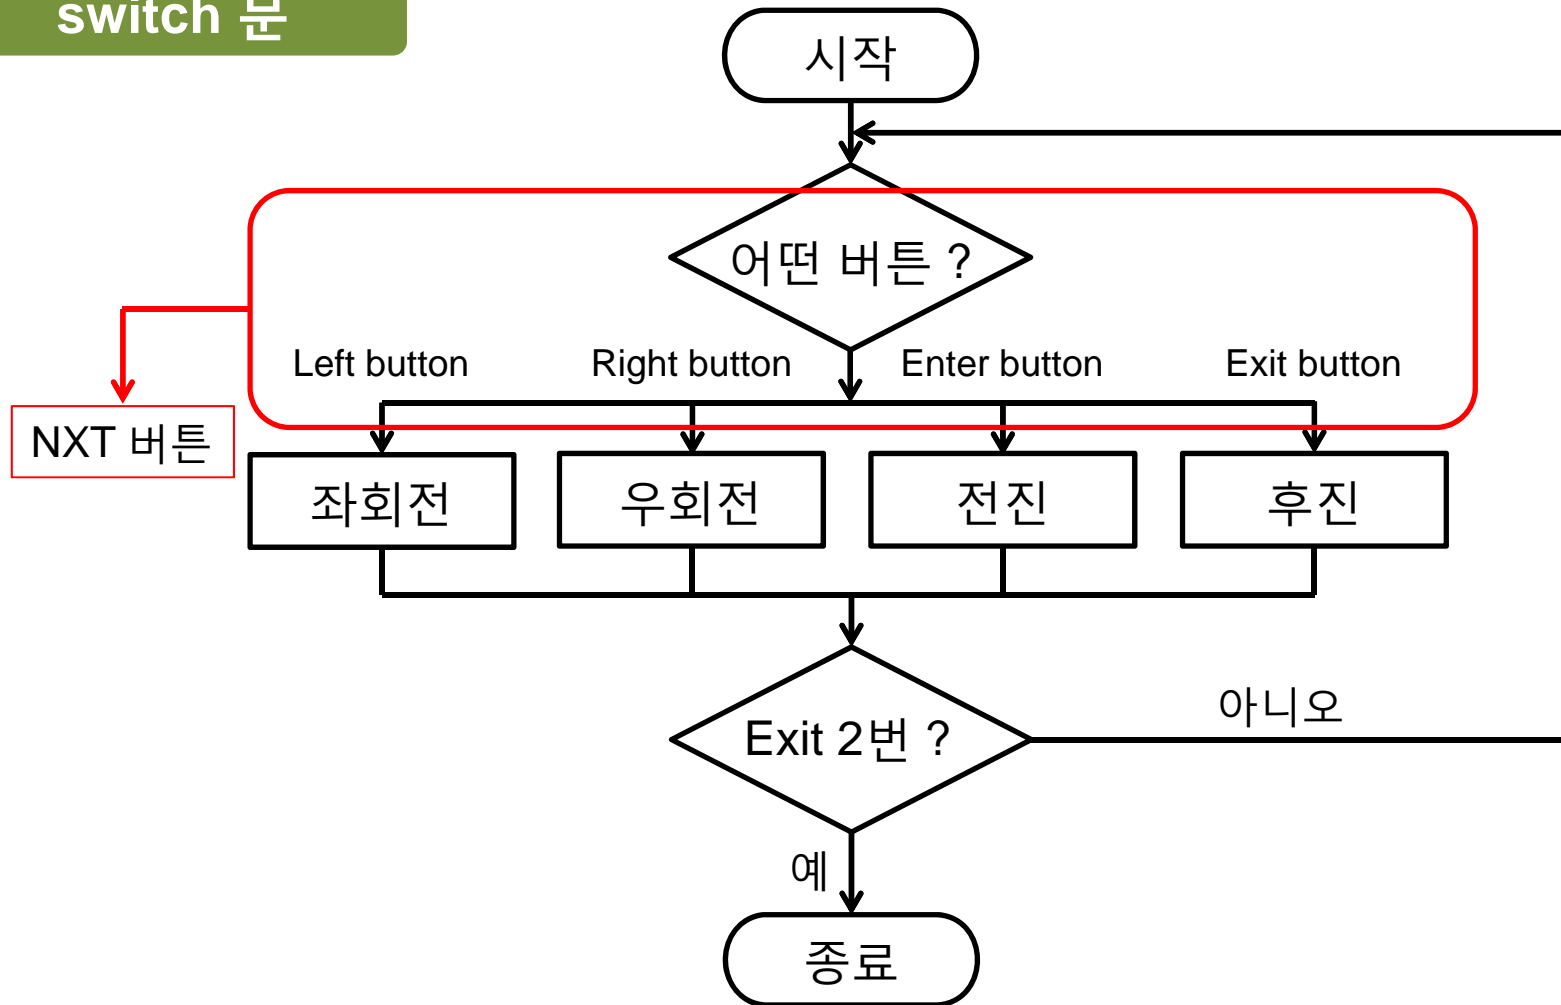 switch 문
시작
어떤 버튼 ?
Left button
Right button
Enter button
Exit button
NXT 버튼
좌회전
우회전
전진
후진
Exit 2번 ?
아니오
예
종료